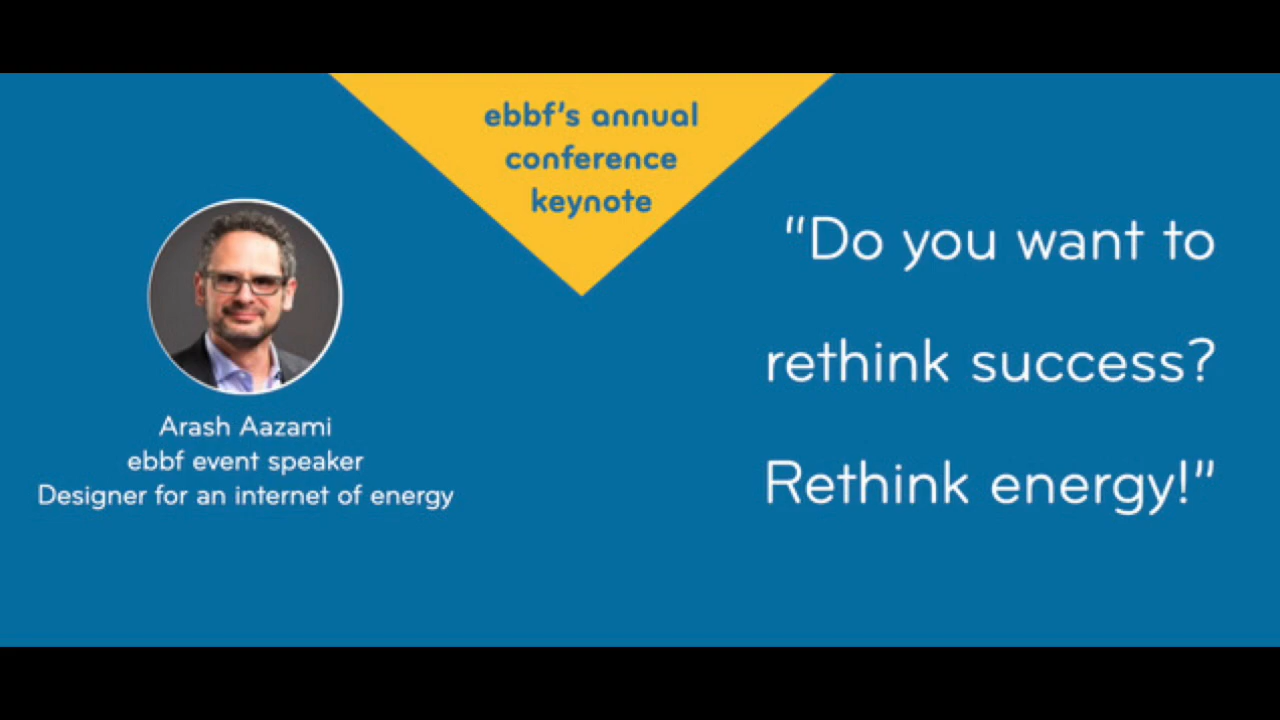 ebbf's annual
conference
keynote
Arash Aazami
ebbf event speaker
Designer for an internet of energy
"Do you want to
rethink success?
Rethink energy!"